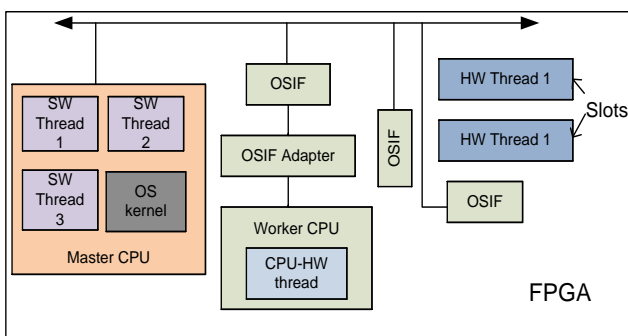 SW
Thread
1
SW
Thread
2
SW
Thread
3
OS
kernel
Master CPU
OSIF
OSIF Adapter
Worker CPU
CPU-HW
thread
OSIF
HW Thread 1
HW Thread 1
Slots
OSIF
FPGA